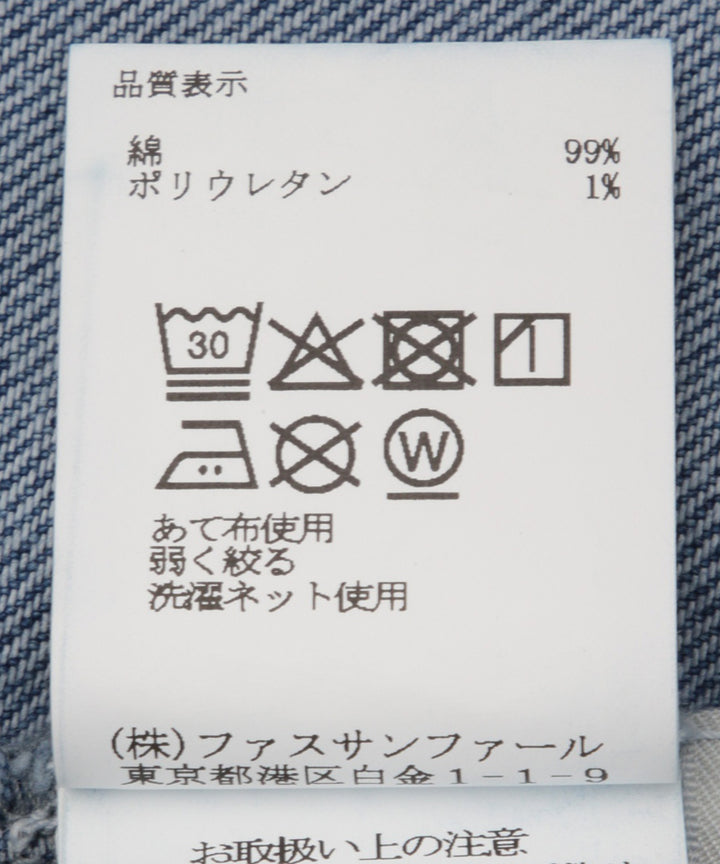 品質表示
綿 99%
ポリウレタン 1%
30
W
あて布使用
弱く絞る
洗濯ネット使用
(株)ファスサンファール
東京都港区白金1-1-9
お取扱い上の注意